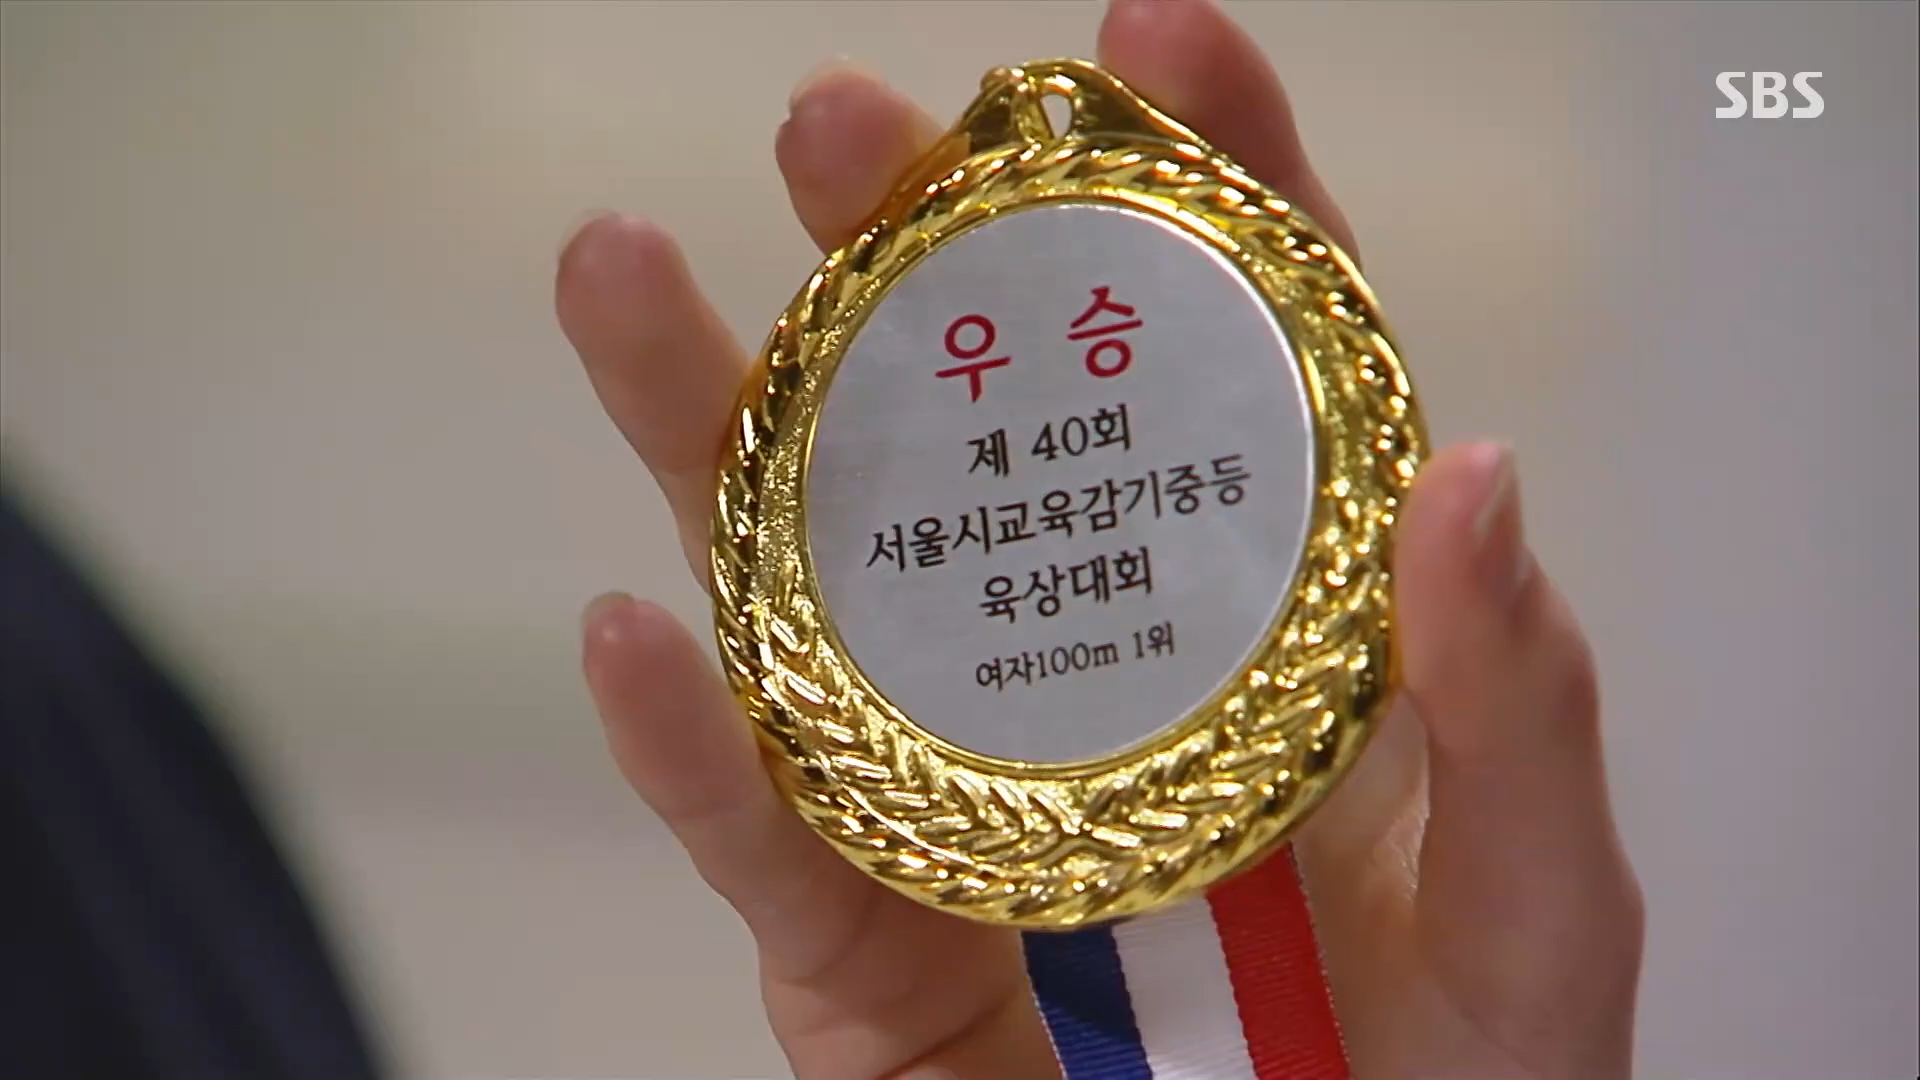 SBS
우 승
제 40회
서울시교육감기중등
육상대회
여자100m 1위